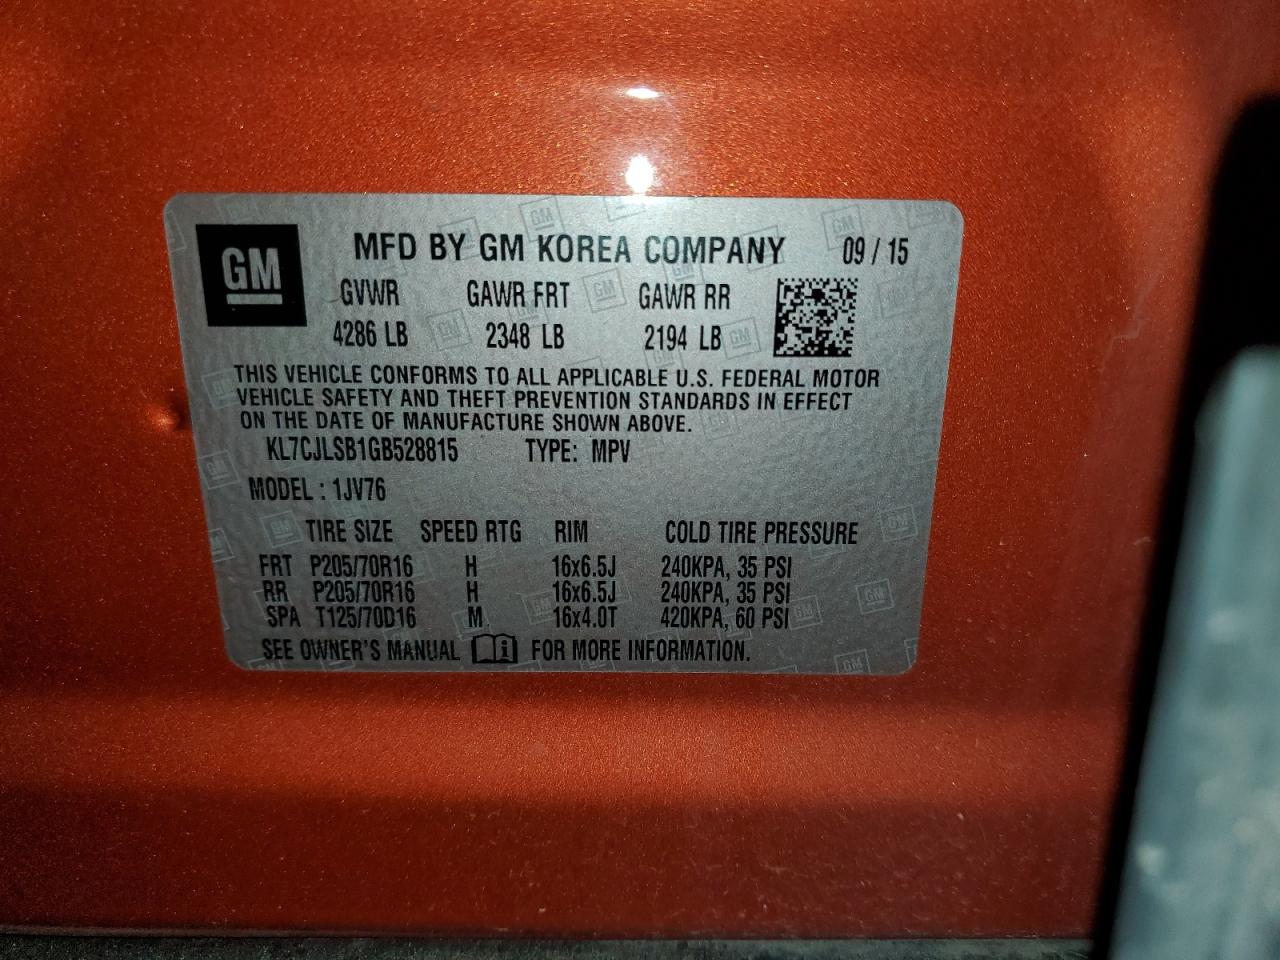 GM
MFD BY GM KOREA COMPANY 09 / 15
GVWR GAWR FRT GAWR RR
4286 LB 2348 LB 2194 LB
THIS VEHICLE CONFORMS TO ALL APPLICABLE U.S. FEDERAL MOTOR
VEHICLE SAFETY AND THEFT PREVENTION STANDARDS IN EFFECT
ON THE DATE OF MANUFACTURE SHOWN ABOVE.
KL7CJLSB1GB528815 TYPE: MPV
MODEL : 1JV76
TIRE SIZE SPEED RTG RIM COLD TIRE PRESSURE
FRT P205/70R16 H 16x6.5J 240KPA, 35 PSI
RR P205/70R16 H 16x6.5J 240KPA, 35 PSI
SPA T125/70D16 M 16x4.0T 420KPA, 60 PSI
SEE OWNER'S MANUAL i FOR MORE INFORMATION.